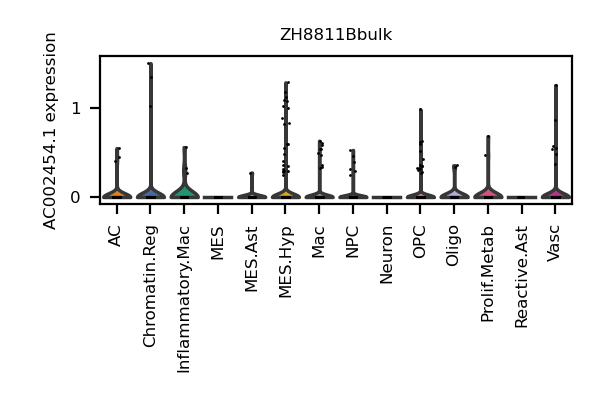 ZH8811Bbulk
AC002454.1 expression
1
0
AC
Chromatin.Reg
Inflammatory.Mac
MES
MES.Ast
MES.Hyp
Mac
NPC
Neuron
OPC
Oligo
Prolif.Metab
Reactive.Ast
Vasc